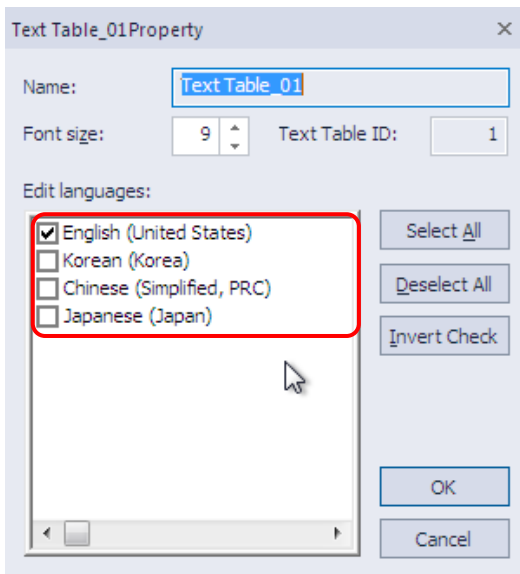 Text Table_01Property
Name: Text Table_01
Font size: 9 Text Table ID: 1
Edit languages:
English (United States)
Korean (Korea)
Chinese (Simplified, PRC)
Japanese (Japan)
Select All
Deselect All
Invert Check
OK
Cancel